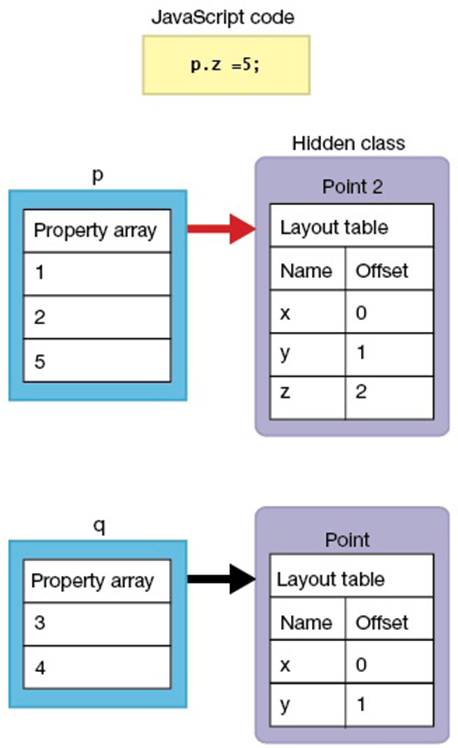 JavaScript code
p.z =5;
Hidden class
p
Point 2
Property array
1
2
5
Layout table
Name Offset
x 0
y 1
z 2
q
Point
Property array
3
4
Layout table
Name Offset
x 0
y 1